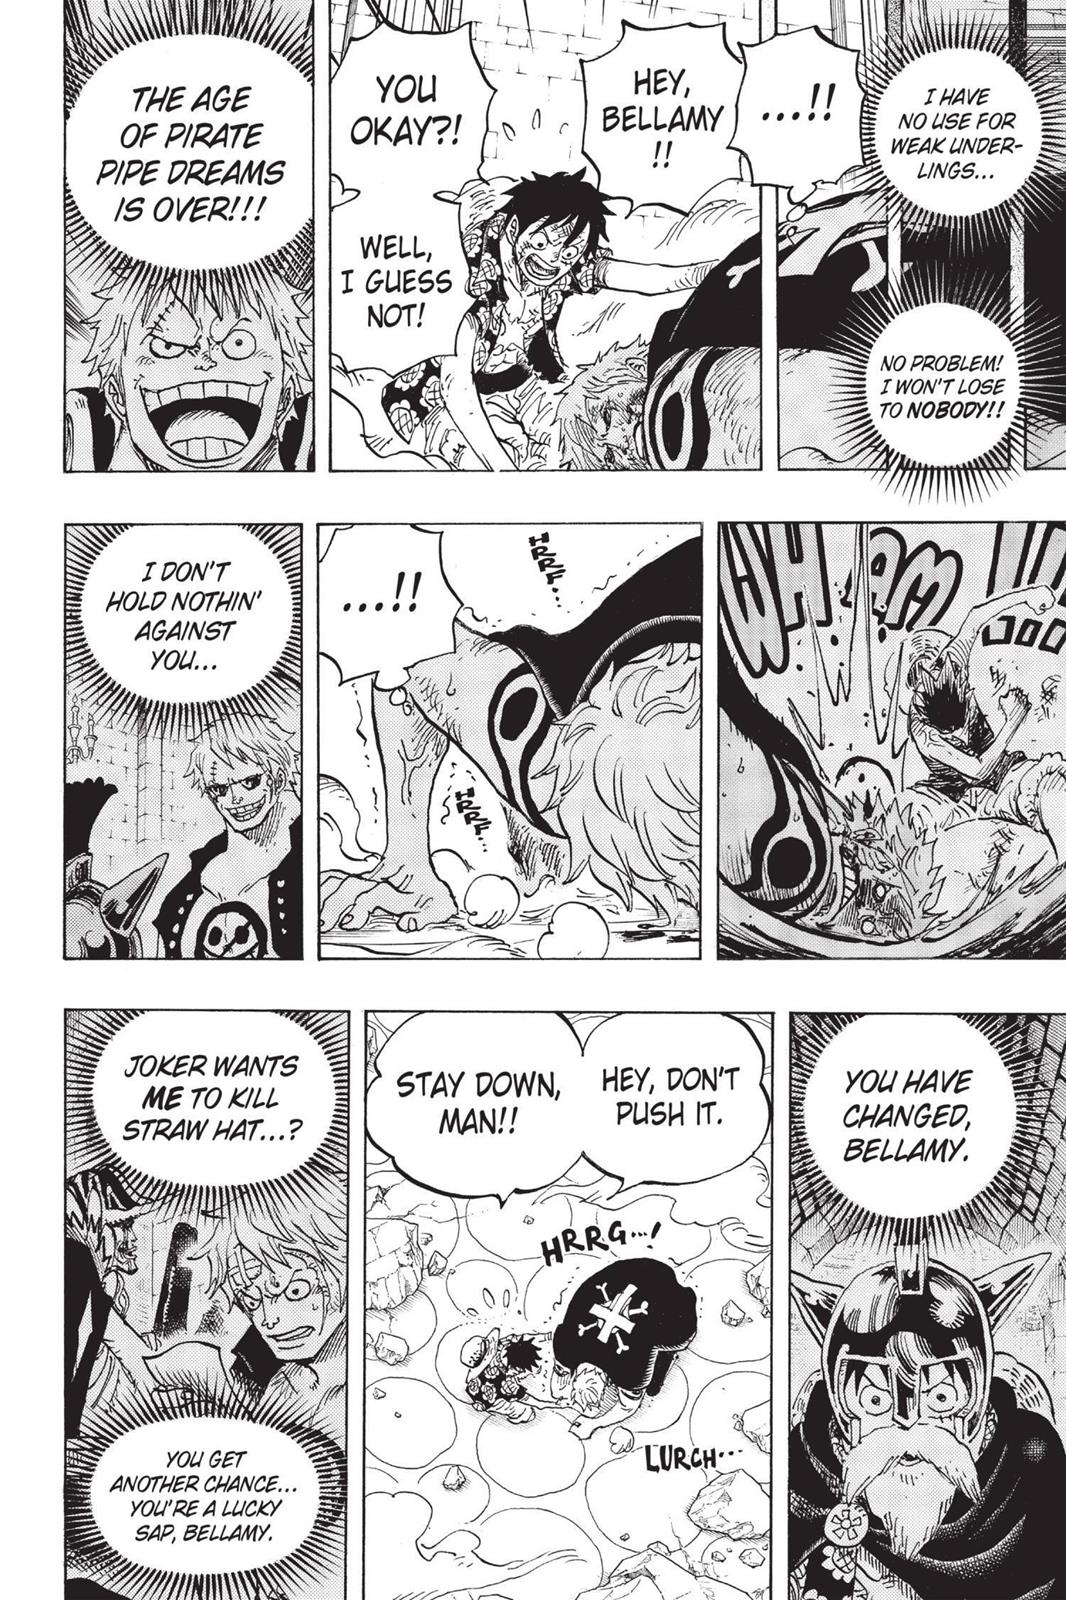 I HAVE
NO USE FOR
WEAK UNDER-
LINGS...
NO PROBLEM!
I WON'T LOSE
TO NOBODY!!
...!!
HEY,
BELLAMY
!!
YOU
OKAY?!
WELL,
I GUESS
NOT!
THE AGE
OF PIRATE
PIPE DREAMS
IS OVER!!!
WHAM
HRRF...
...!!
HRRF...
I DON'T
HOLD NOTHIN'
AGAINST
YOU...
YOU HAVE
CHANGED,
BELLAMY.
HEY, DON'T
PUSH IT.
STAY DOWN,
MAN!!
HRRG...!
LURCH...
JOKER WANTS
ME TO KILL
STRAW HAT...?
YOU GET
ANOTHER CHANCE...
YOU'RE A LUCKY
SAP, BELLAMY.